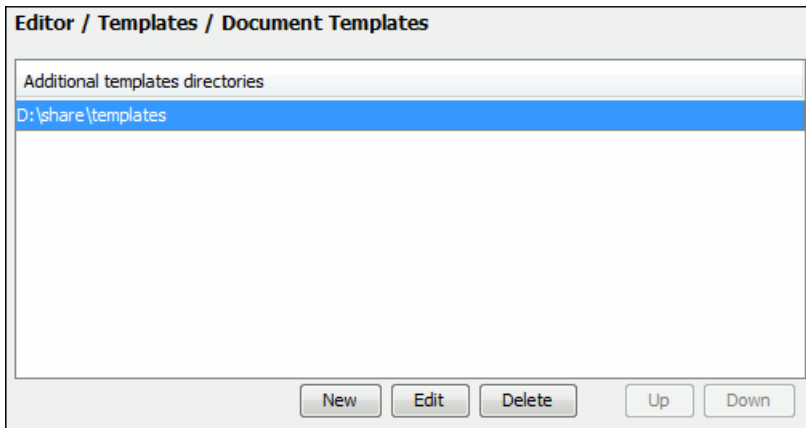 Editor / Templates / Document Templates
Additional templates directories
D:\share\templates
New Edit Delete Up Down